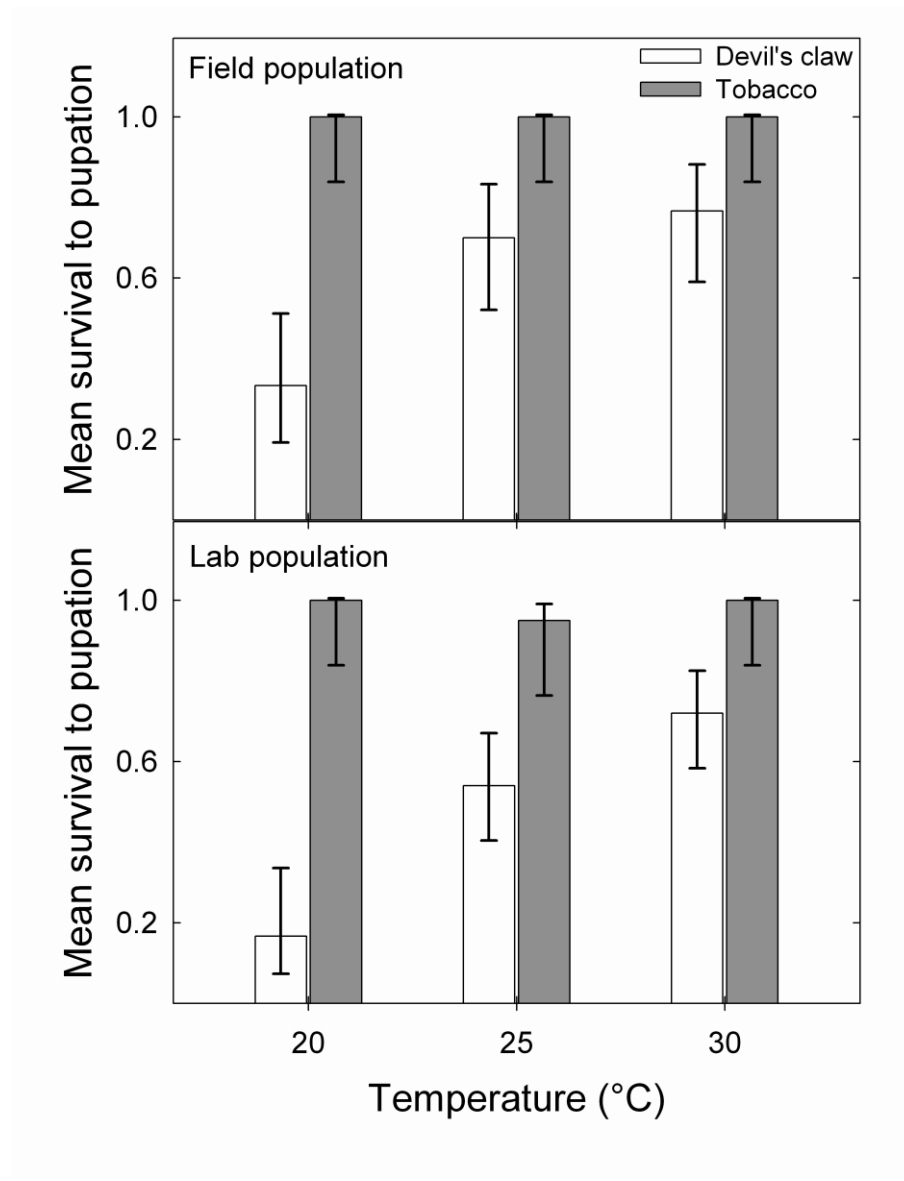 Field population
Devil's claw
Tobacco
Mean survival to pupation
1.0
0.6
0.2
Lab population
Mean survival to pupation
1.0
0.6
0.2
20 25 30
Temperature (°C)